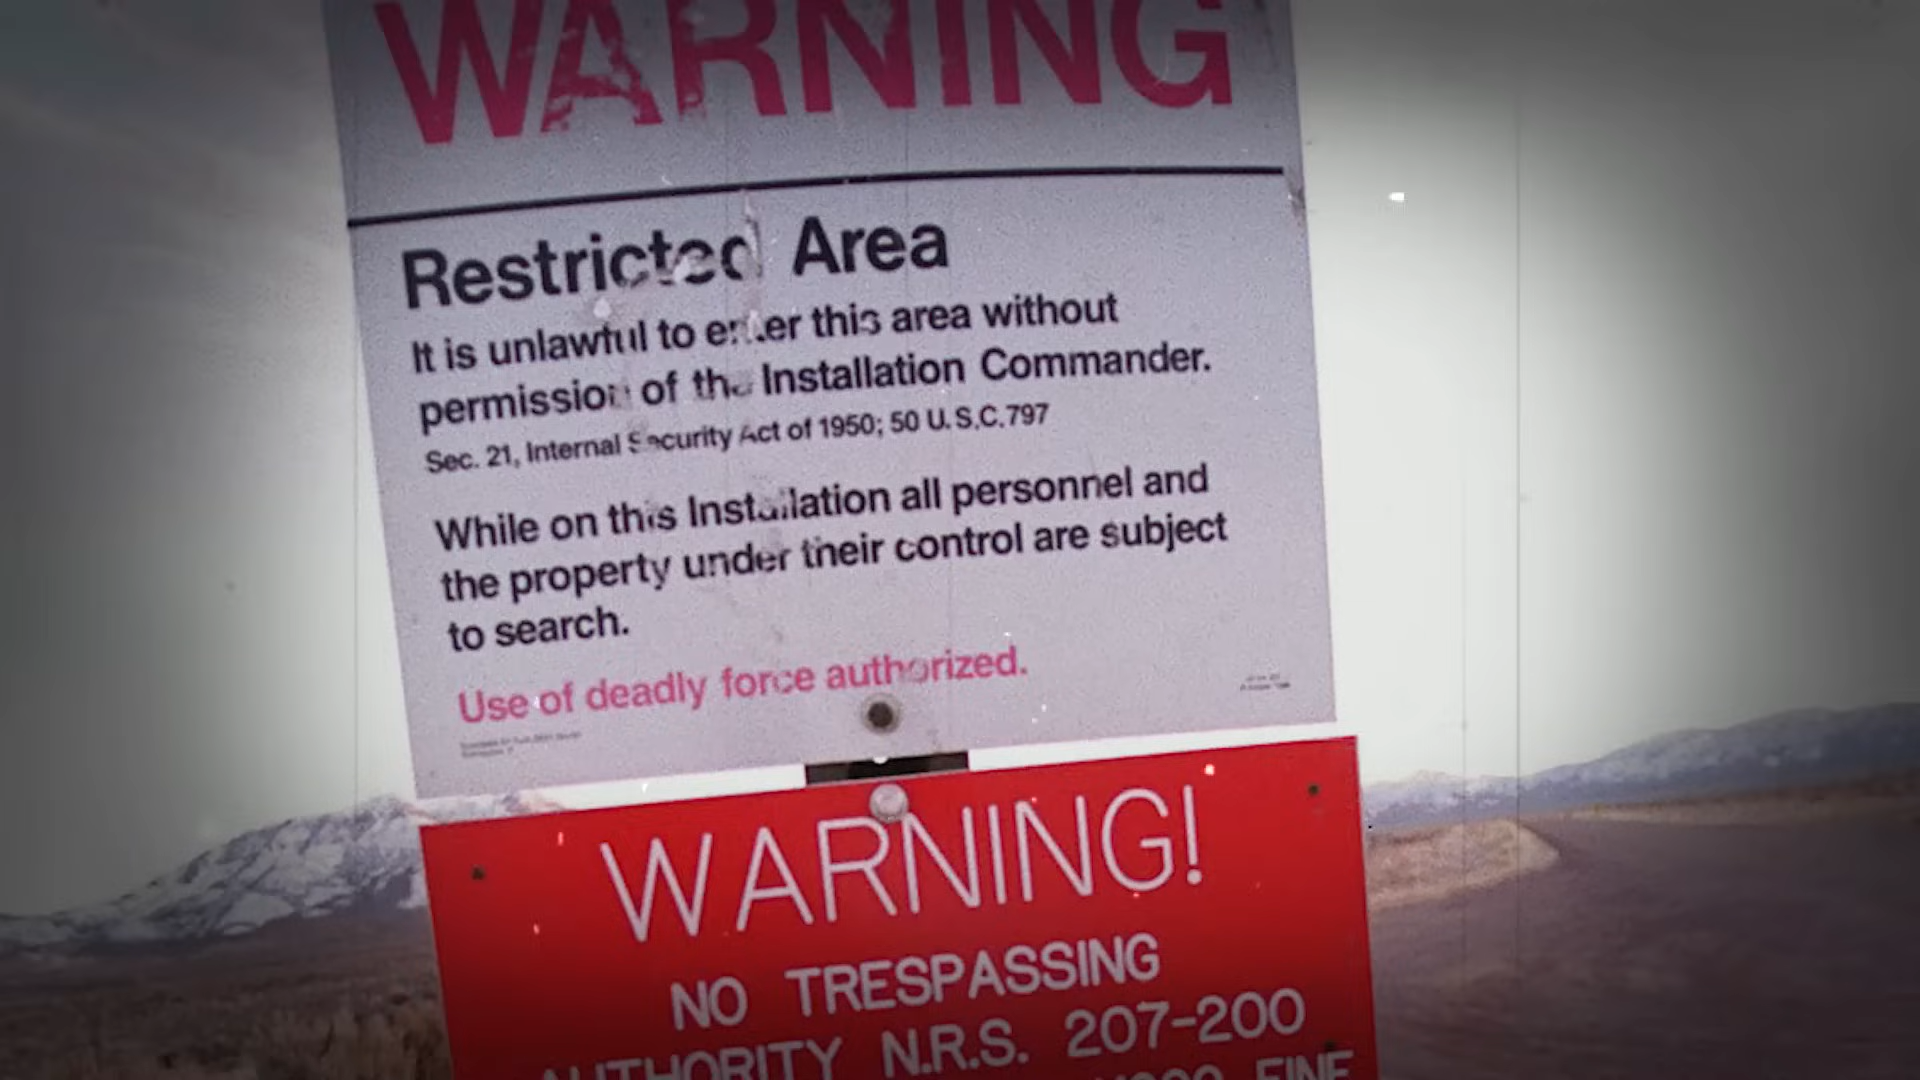 WARNING
Restricted Area
It is unlawful to enter this area without
permission of the Installation Commander.
Sec. 21, Internal Security Act of 1950; 50 U.S.C. 797
While on this Installation all personnel and
the property under their control are subject
to search.
Use of deadly force authorized.
WARNING!
NO TRESPASSING
AUTHORITY N.R.S. 207-200
FINE